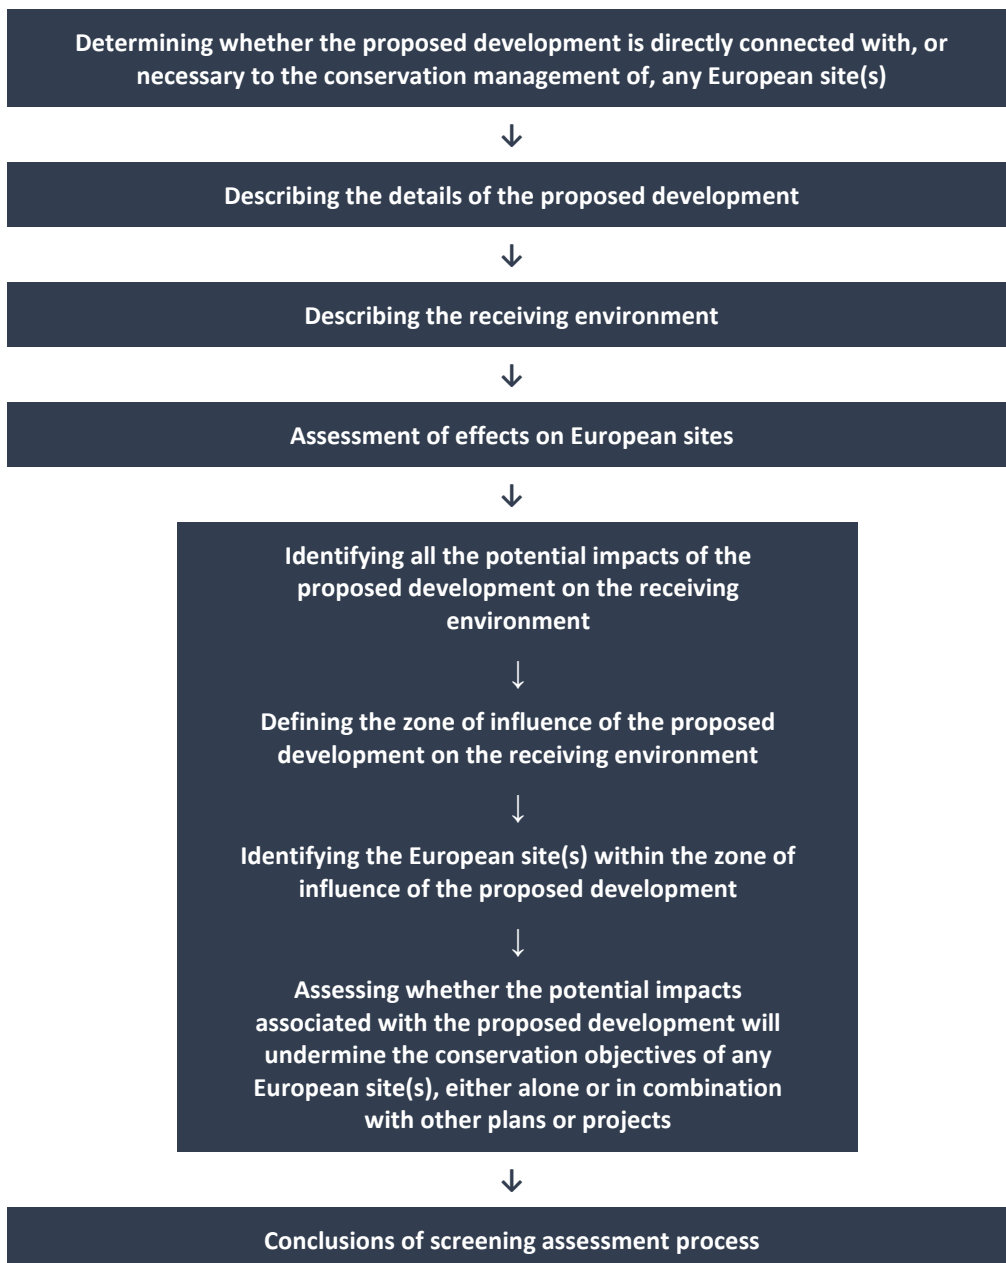 Determining whether the proposed development is directly connected with, or
necessary to the conservation management of, any European site(s)
↓
Describing the details of the proposed development
↓
Describing the receiving environment
↓
Assessment of effects on European sites
↓
Identifying all the potential impacts of the
proposed development on the receiving
environment
↓
Defining the zone of influence of the proposed
development on the receiving environment
↓
Identifying the European site(s) within the zone of
influence of the proposed development
↓
Assessing whether the potential impacts
associated with the proposed development will
undermine the conservation objectives of any
European site(s), either alone or in combination
with other plans or projects
↓
Conclusions of screening assessment process